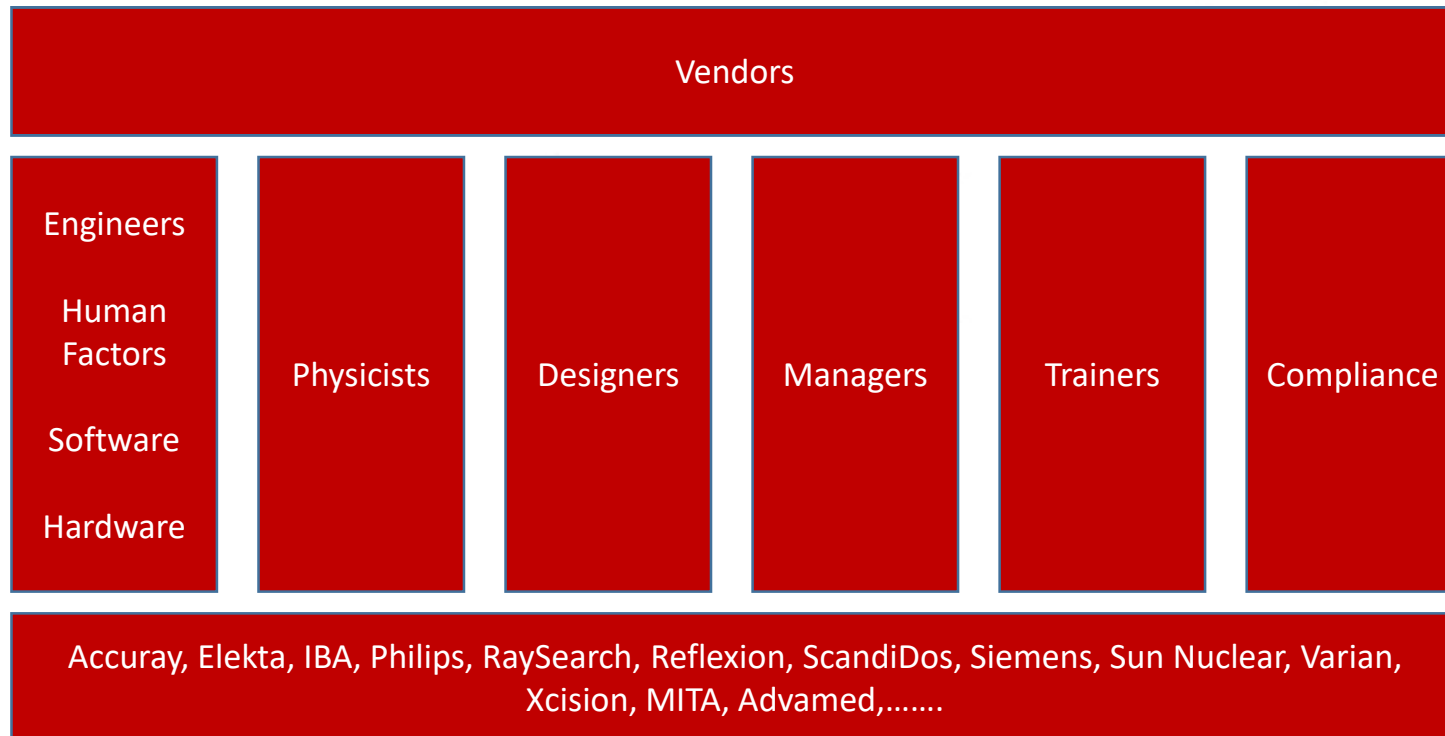 Vendors
Engineers
Human
Factors
Software
Hardware
Physicists
Designers
Managers
Trainers
Compliance
Accuray, Elekta, IBA, Philips, RaySearch, Reflexion, ScandiDos, Siemens, Sun Nuclear, Varian,
Xcision, MITA, Advamed,…….